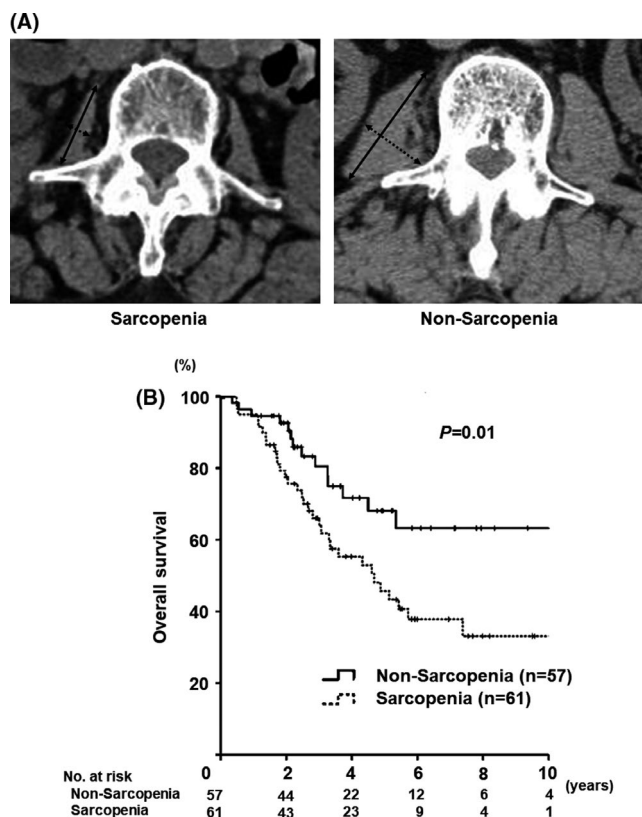 (A)
Sarcopenia
Non-Sarcopenia
(%)
(B)
100
P=0.01
80
60
Overall survival
40
Non-Sarcopenia (n=57)
Sarcopenia (n=61)
20
No. at risk
0 2 4 6 8 10 (years)
Non-Sarcopenia 57 44 22 12 6 4
Sarcopenia 61 43 23 9 4 1